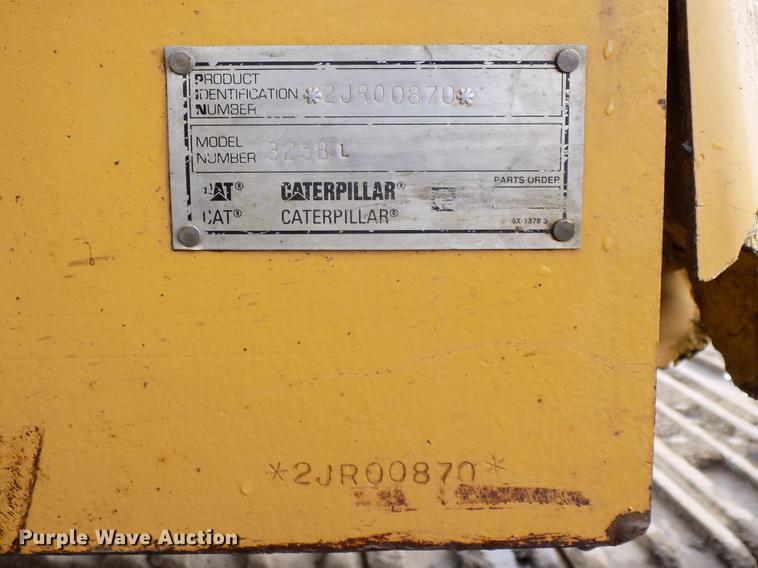 PRODUCT
IDENTIFICATION *2JR00870*
NUMBER
MODEL
NUMBER 325B L
CAT® CATERPILLAR®
CAT® CATERPILLAR®
PARTS ORDER
9X-1878 3
*2JR00870*
Purple Wave Auction